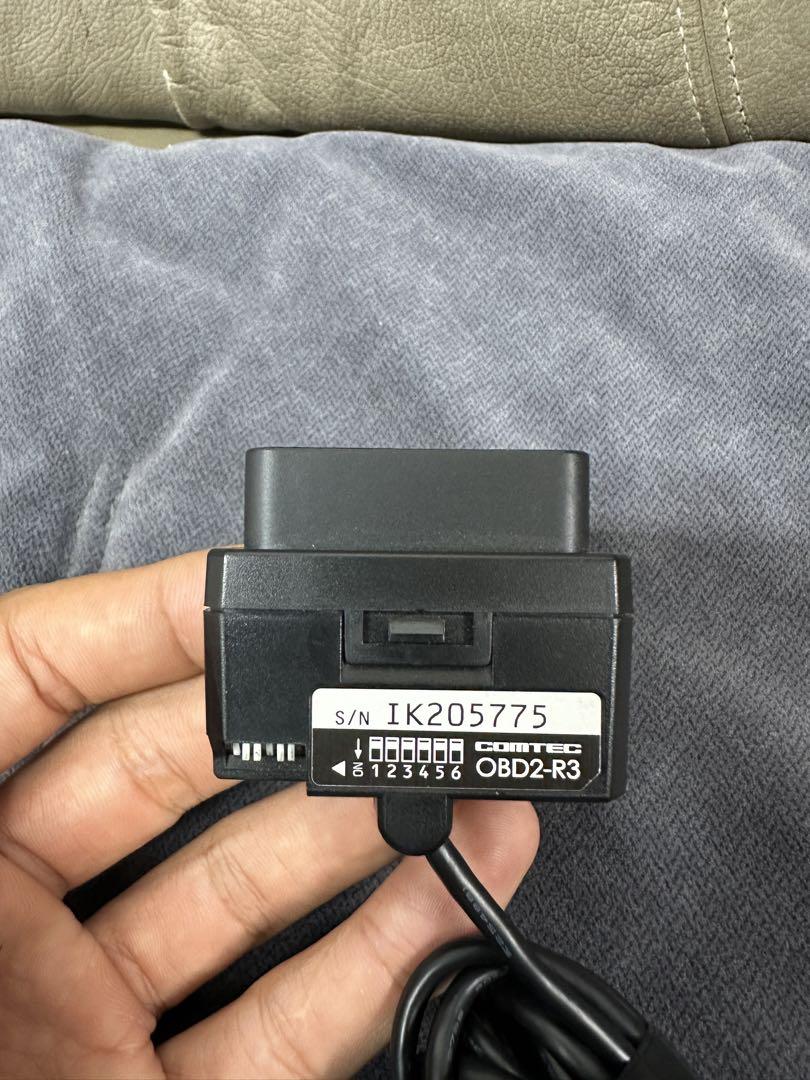 S/N IK205775
ON 1 2 3 4 5 6
COMTEC
OBD2-R3